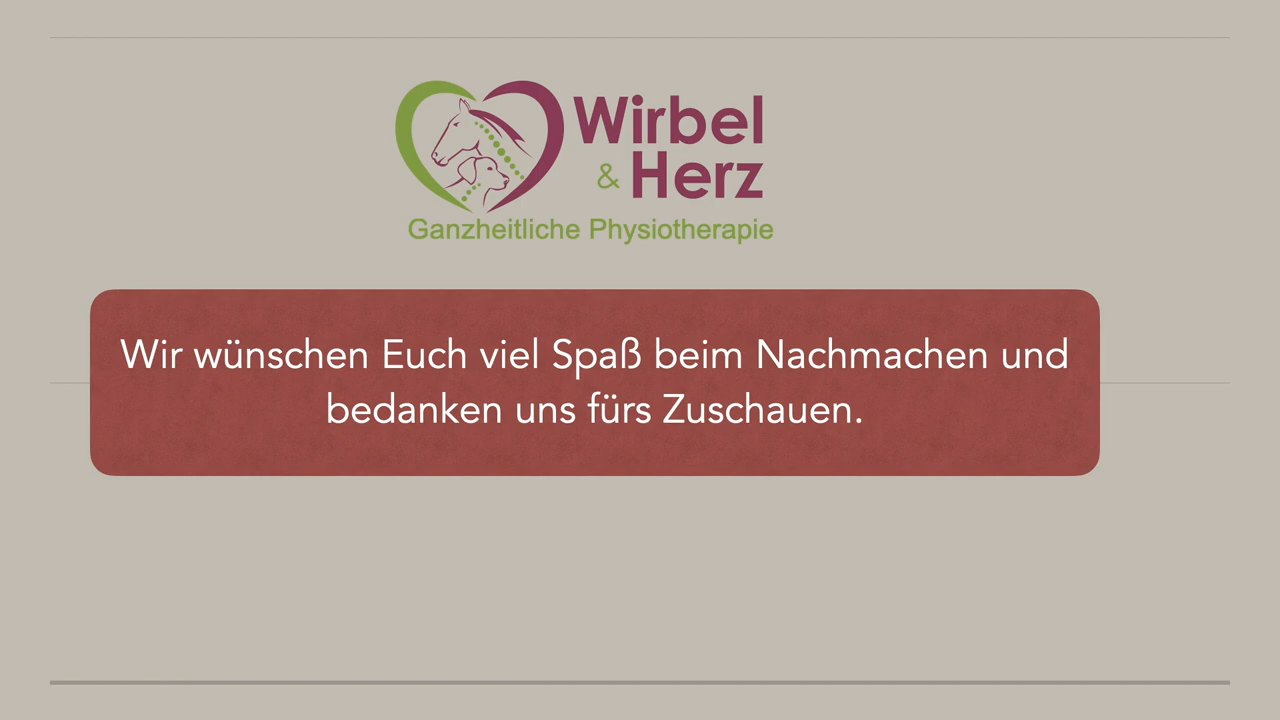 Wirbel
& Herz
Ganzheitliche Physiotherapie
Wir wünschen Euch viel Spaß beim Nachmachen und
bedanken uns fürs Zuschauen.